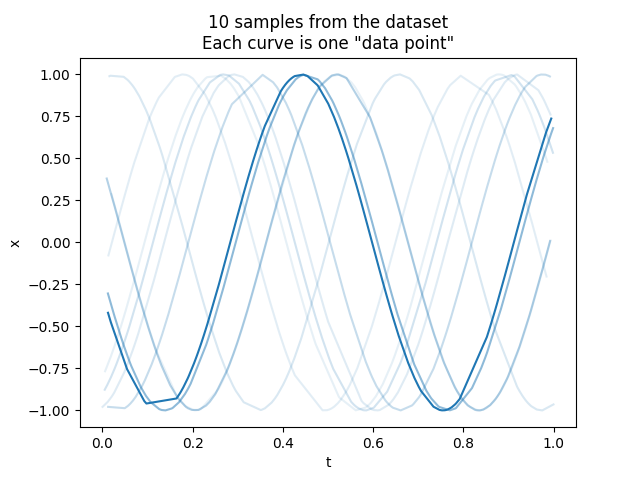 10 samples from the dataset
Each curve is one "data point"
1.00
0.75
0.50
0.25
0.00
−0.25
−0.50
−0.75
−1.00
x
0.0 0.2 0.4 0.6 0.8 1.0
t